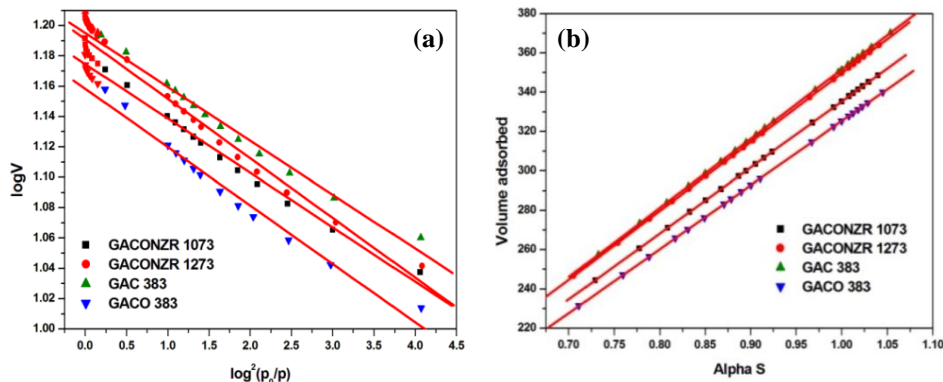 (a)
logV
1.20
1.18
1.16
1.14
1.12
1.10
1.08
1.06
1.04
1.02
1.00
GACONZR 1073
GACONZR 1273
GAC 383
GACO 383
0.0 0.5 1.0 1.5 2.0 2.5 3.0 3.5 4.0 4.5
log²(p₀/p)
(b)
Volume adsorbed
380
360
340
320
300
280
260
240
220
GACONZR 1073
GACONZR 1273
GAC 383
GACO 383
0.70 0.75 0.80 0.85 0.90 0.95 1.00 1.05 1.10
Alpha S